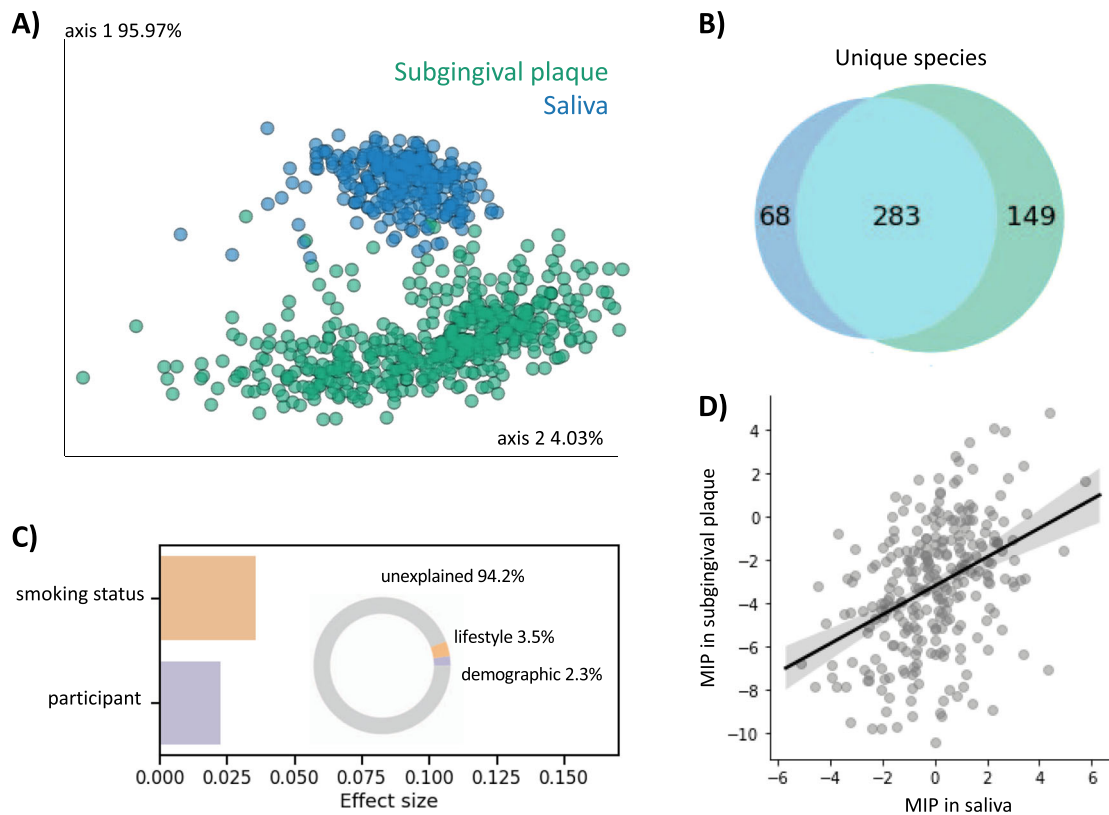 A)
axis 1 95.97%
Subgingival plaque
Saliva
axis 2 4.03%
B)
Unique species
68
283
149
C)
smoking status
participant
unexplained 94.2%
lifestyle 3.5%
demographic 2.3%
0.000 0.025 0.050 0.075 0.100 0.125 0.150
Effect size
D)
MIP in subgingival plaque
4
2
0
−2
−4
−6
−8
−10
−6 −4 −2 0 2 4 6
MIP in saliva